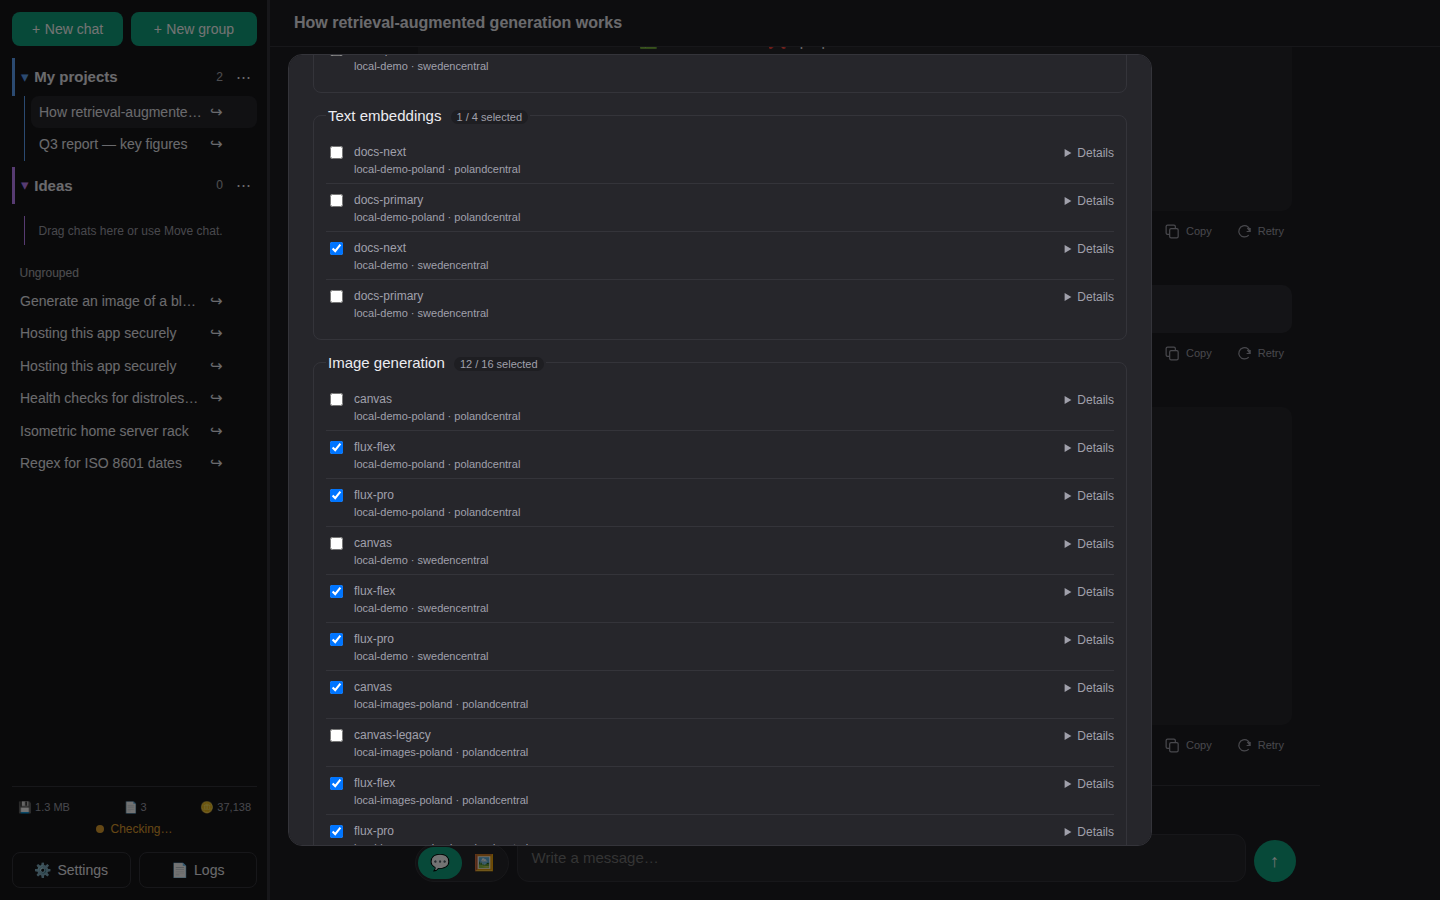 + New chat
+ New group
▾ My projects 2 ⋯
How retrieval-augmente… ↪
Q3 report — key figures ↪
▾ Ideas 0 ⋯
Drag chats here or use Move chat.
Ungrouped
Generate an image of a bl… ↪
Hosting this app securely ↪
Hosting this app securely ↪
Health checks for distroles… ↪
Isometric home server rack ↪
Regex for ISO 8601 dates ↪
1.3 MB 3 37,138
Checking…
Settings
Logs
How retrieval-augmented generation works
local-demo · swedencentral
Text embeddings 1 / 4 selected
docs-next Details
local-demo-poland · polandcentral
docs-primary Details
local-demo-poland · polandcentral
docs-next Details
local-demo · swedencentral
docs-primary Details
local-demo · swedencentral
Image generation 12 / 16 selected
canvas Details
local-demo-poland · polandcentral
flux-flex Details
local-demo-poland · polandcentral
flux-pro Details
local-demo-poland · polandcentral
canvas Details
local-demo · swedencentral
flux-flex Details
local-demo · swedencentral
flux-pro Details
local-demo · swedencentral
canvas Details
local-images-poland · polandcentral
canvas-legacy Details
local-images-poland · polandcentral
flux-flex Details
local-images-poland · polandcentral
flux-pro Details
Copy Retry
Copy Retry
Copy Retry
Write a message…
↑